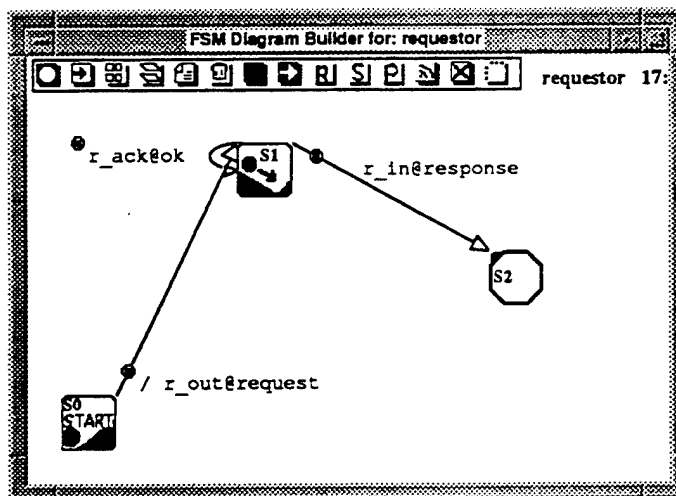 FSM Diagram Builder for: requestor
requestor 17:
r_ack@ok
S1
r_in@response
S2
/ r_out@request
S0
START